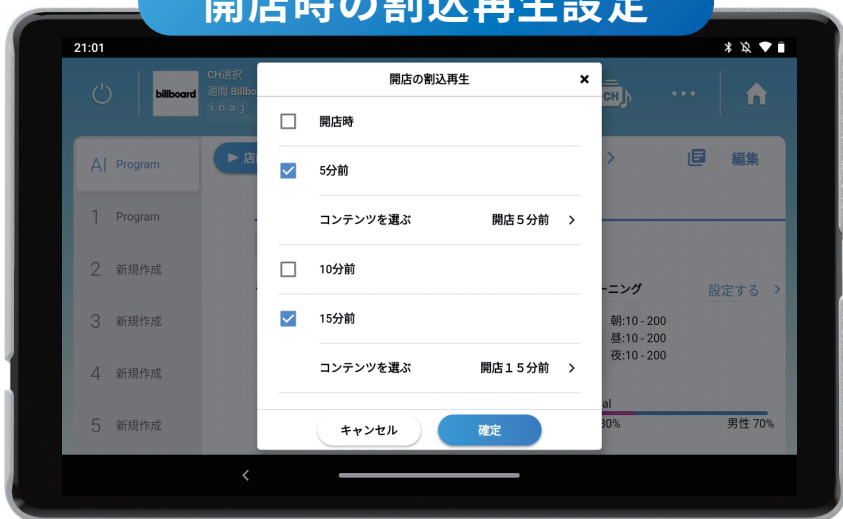 開店時の割込再生設定
21:01
billboard
CH選択
週間 Billbo
inaj
CH
開店の割込再生
×
開店時
5分前
コンテンツを選ぶ 開店5分前 >
10分前
15分前
コンテンツを選ぶ 開店15分前 >
キャンセル 確定
AI Program
1 Program
2 新規作成
3 新規作成
4 新規作成
5 新規作成
店
編集
ーニング 設定する >
朝:10 - 200
昼:10 - 200
夜:10 - 200
al
30% 男性 70%